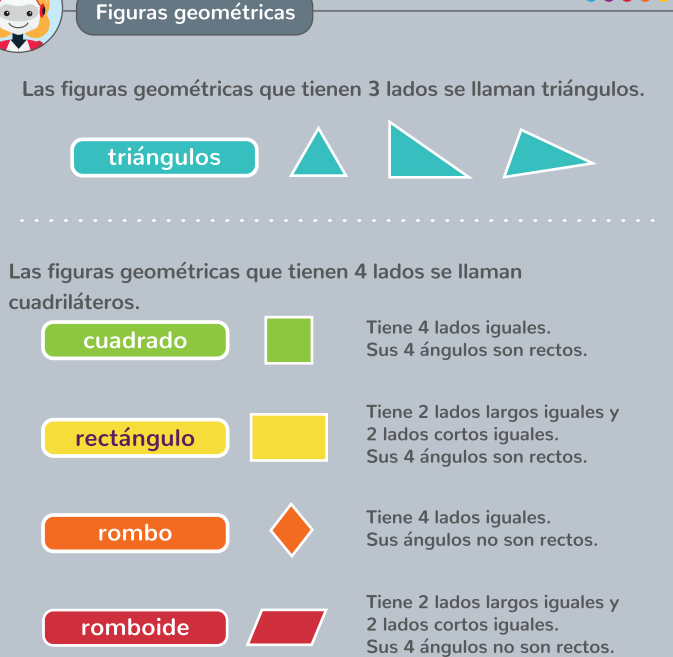 Figuras geométricas
Las figuras geométricas que tienen 3 lados se llaman triángulos.
triángulos
Las figuras geométricas que tienen 4 lados se llaman
cuadriláteros.
cuadrado
Tiene 4 lados iguales.
Sus 4 ángulos son rectos.
rectángulo
Tiene 2 lados largos iguales y
2 lados cortos iguales.
Sus 4 ángulos son rectos.
rombo
Tiene 4 lados iguales.
Sus ángulos no son rectos.
romboide
Tiene 2 lados largos iguales y
2 lados cortos iguales.
Sus 4 ángulos no son rectos.